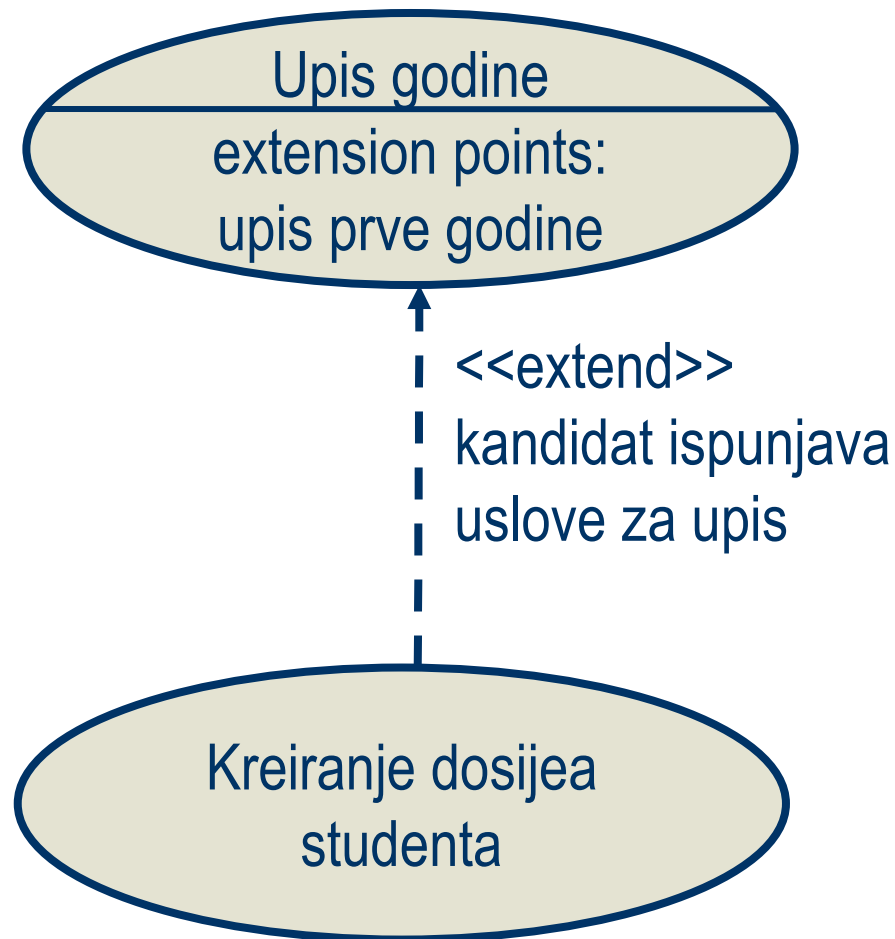 Upis godine
extension points:
upis prve godine
<<extend>>
kandidat ispunjava
uslove za upis
Kreiranje dosijea
studenta